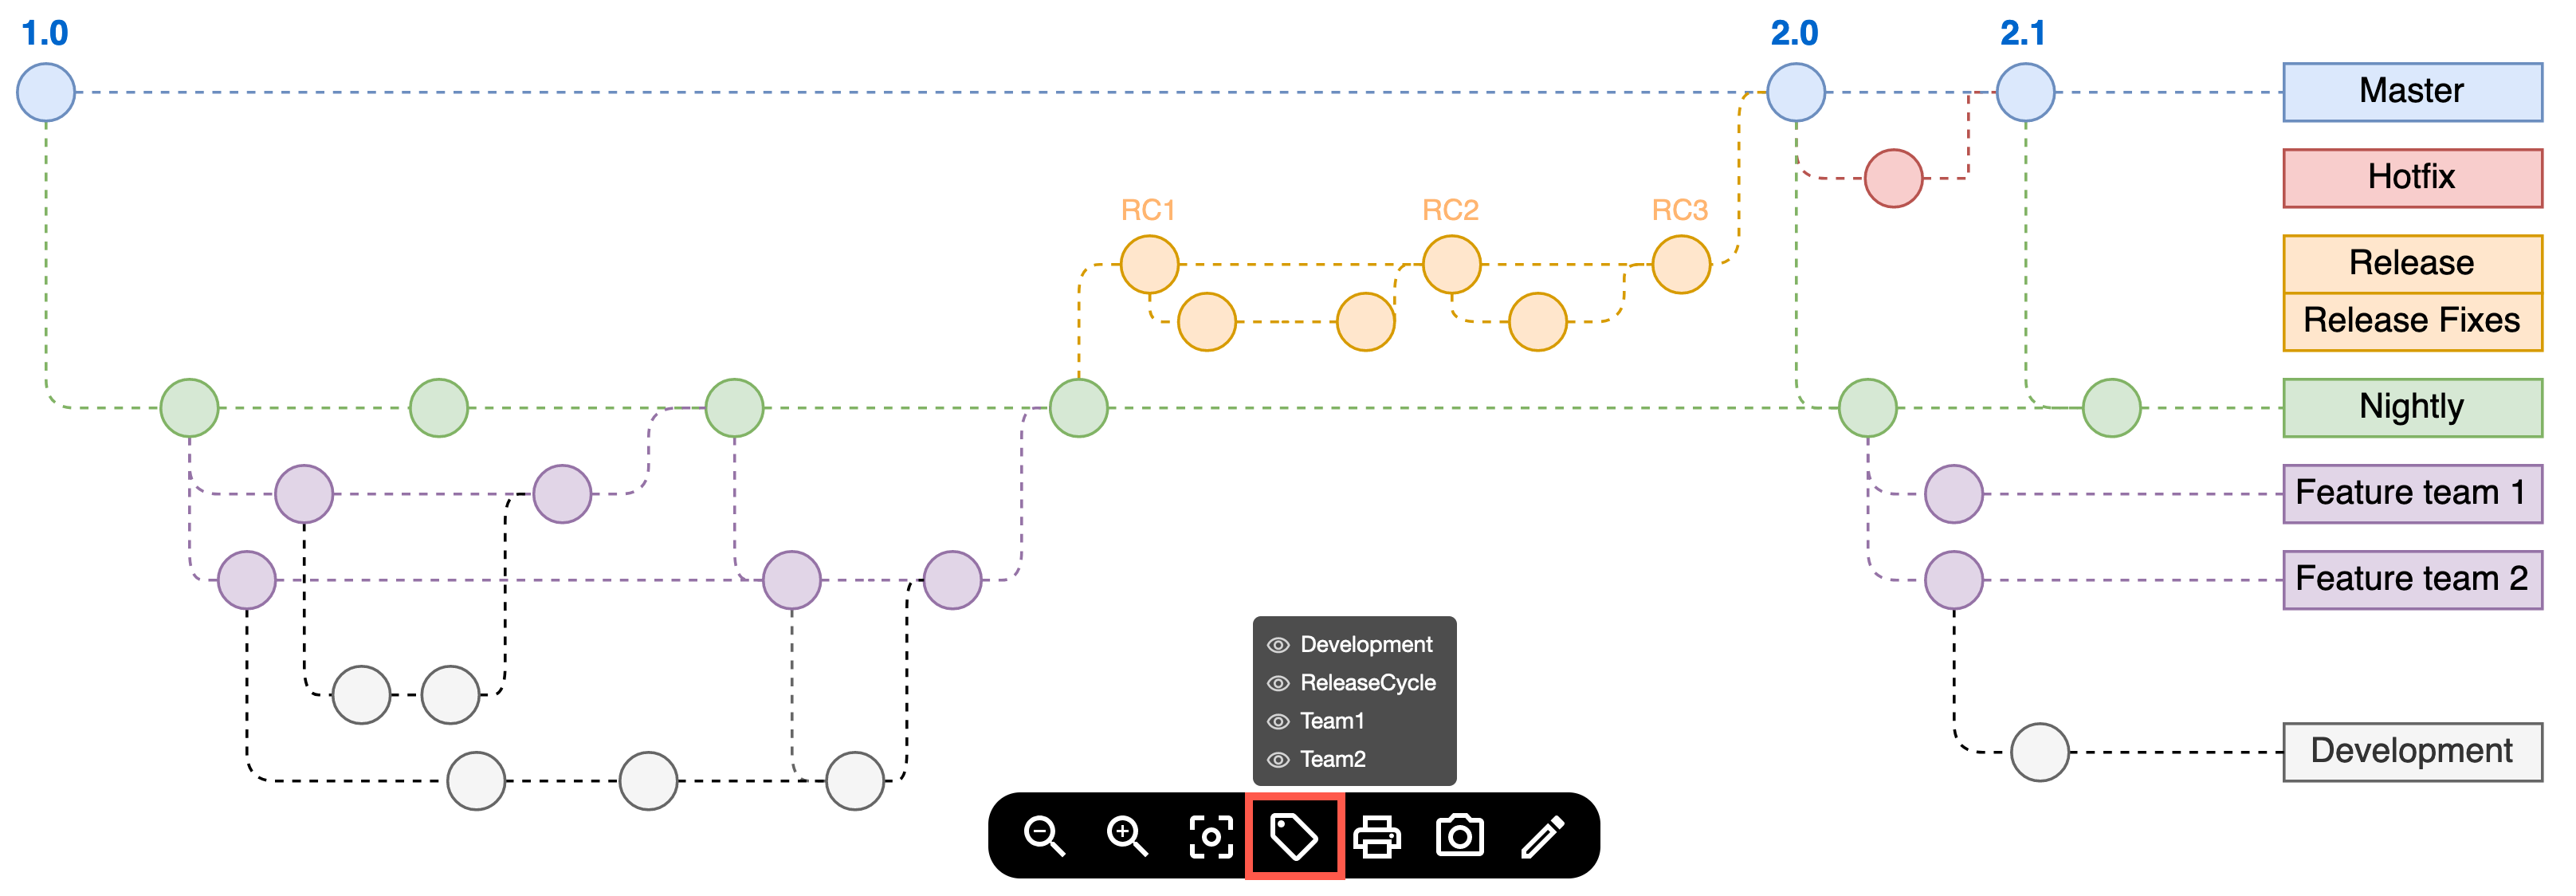 1.0
2.0
2.1
Master
Hotfix
RC1
RC2
RC3
Release
Release Fixes
Nightly
Feature team 1
Feature team 2
Development
Development
ReleaseCycle
Team1
Team2